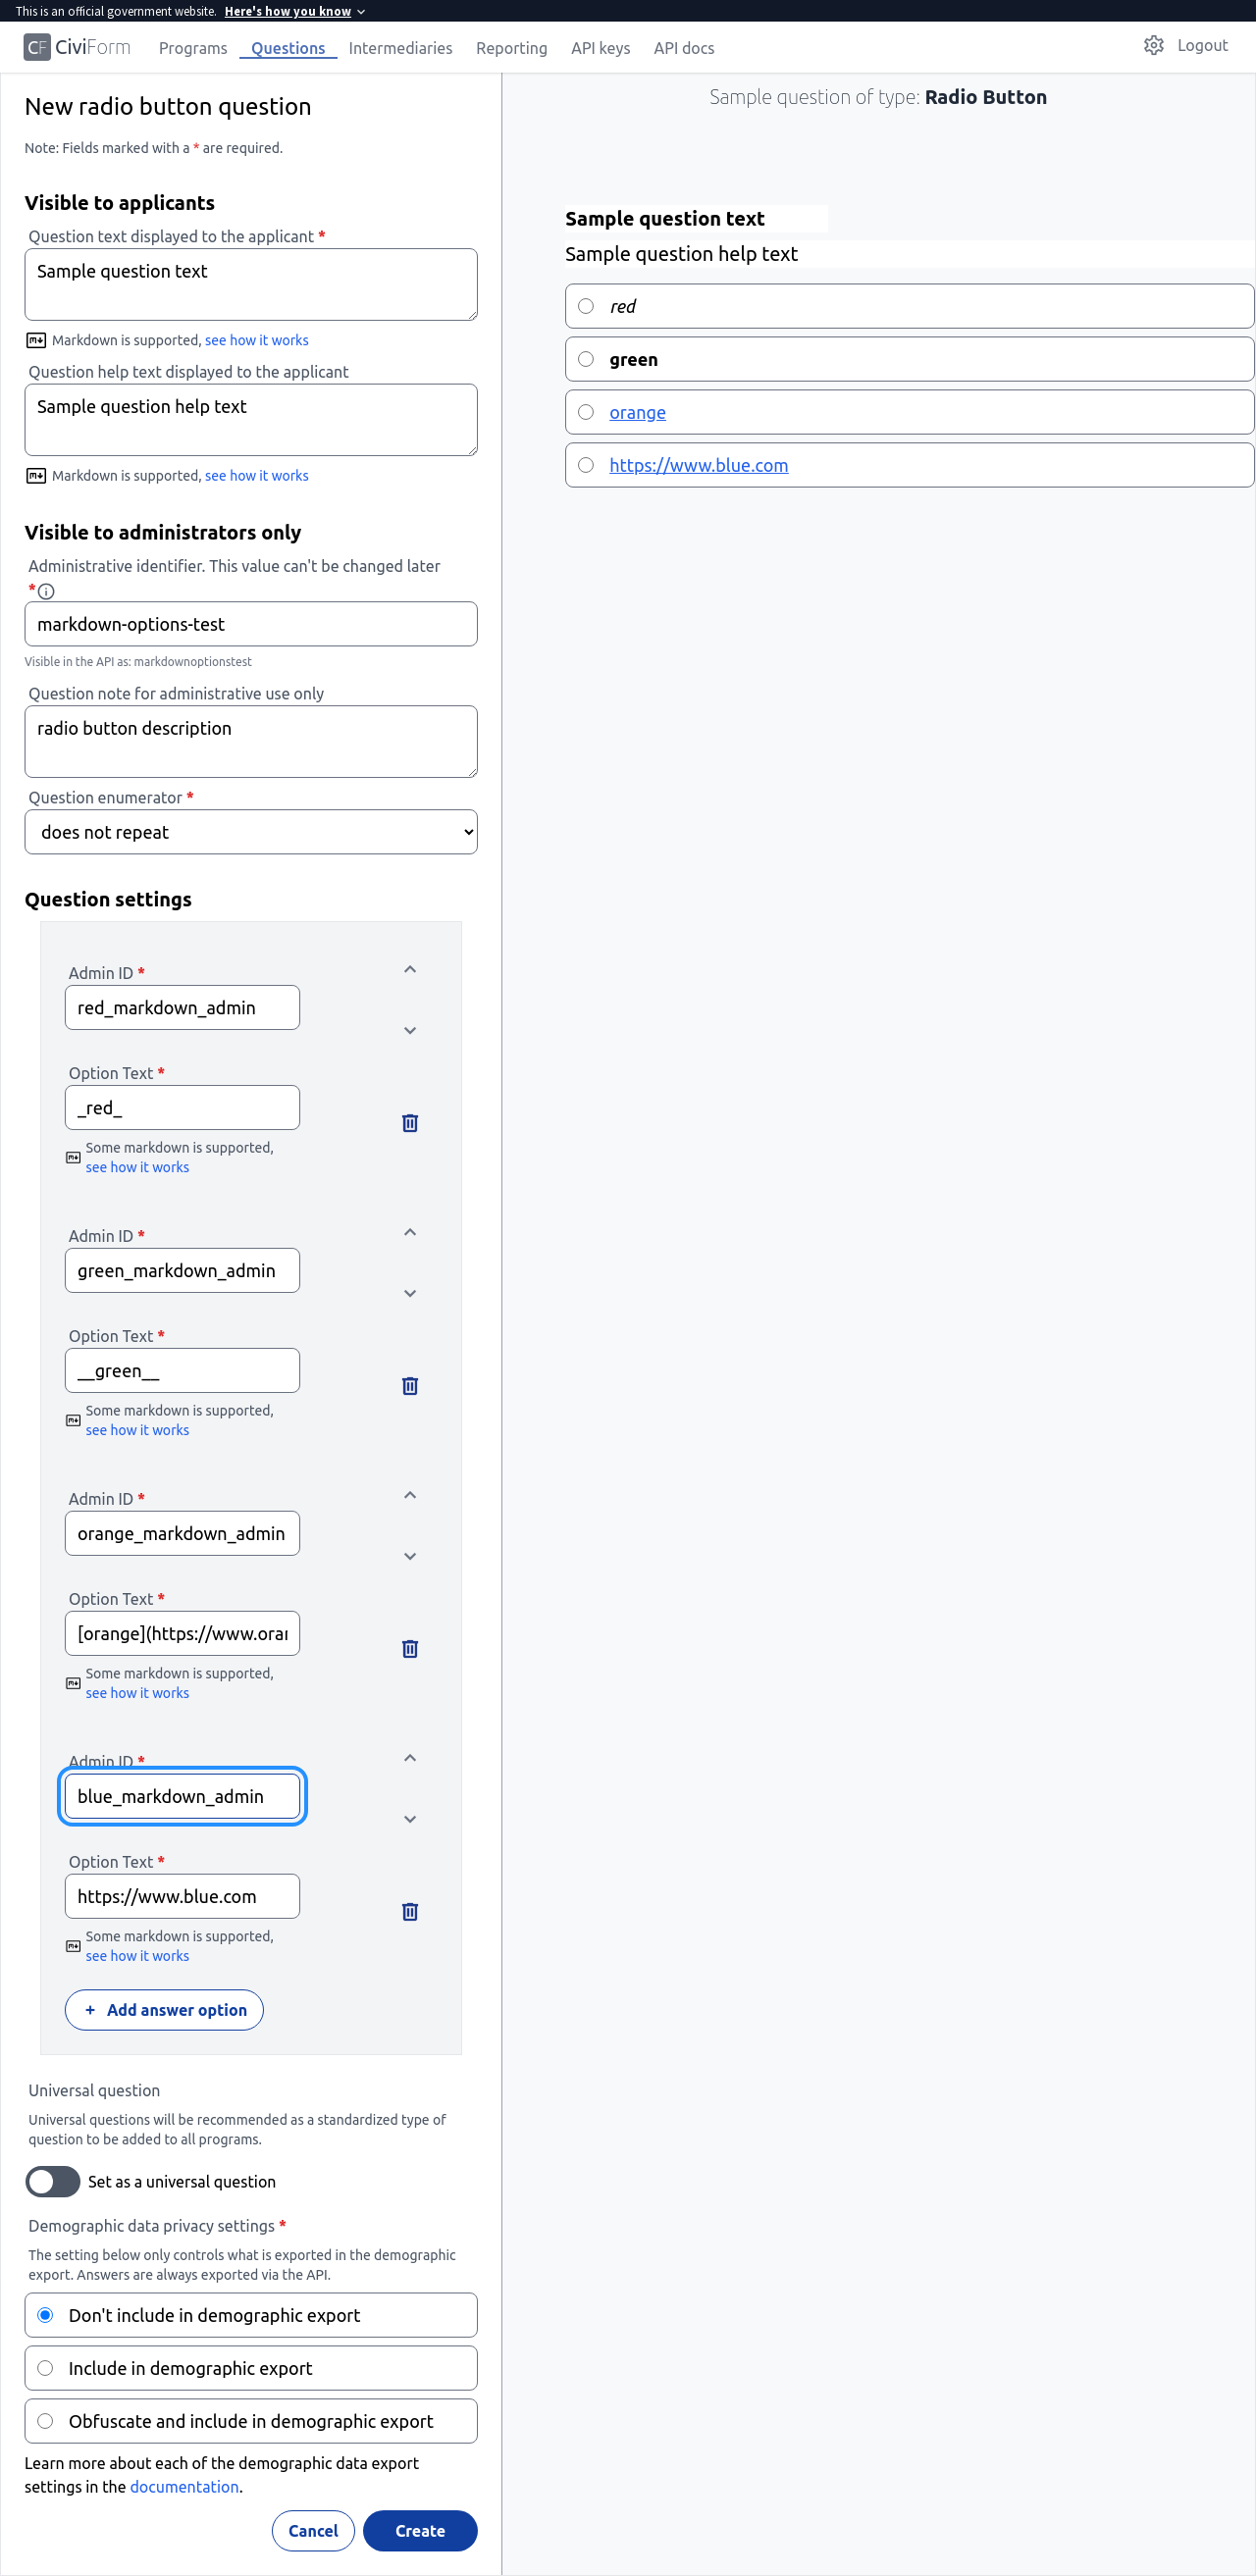 This is an official government website. Here's how you know
CF CiviForm Programs Questions Intermediaries Reporting API keys API docs Logout
New radio button question
Note: Fields marked with a * are required.
Visible to applicants
Question text displayed to the applicant *
Sample question text
Markdown is supported, see how it works
Question help text displayed to the applicant
Sample question help text
Markdown is supported, see how it works
Visible to administrators only
Administrative identifier. This value can't be changed later
*
markdown-options-test
Visible in the API as: markdownoptionstest
Question note for administrative use only
radio button description
Question enumerator *
does not repeat
Question settings
Admin ID *
red_markdown_admin
Option Text *
_red_
Some markdown is supported,
see how it works
Admin ID *
green_markdown_admin
Option Text *
__green__
Some markdown is supported,
see how it works
Admin ID *
orange_markdown_admin
Option Text *
[orange](https://www.orar
Some markdown is supported,
see how it works
Admin ID *
blue_markdown_admin
Option Text *
https://www.blue.com
Some markdown is supported,
see how it works
+ Add answer option
Universal question
Universal questions will be recommended as a standardized type of
question to be added to all programs.
Set as a universal question
Demographic data privacy settings *
The setting below only controls what is exported in the demographic
export. Answers are always exported via the API.
Don't include in demographic export
Include in demographic export
Obfuscate and include in demographic export
Learn more about each of the demographic data export
settings in the documentation.
Cancel Create
Sample question of type: Radio Button
Sample question text
Sample question help text
red
green
orange
https://www.blue.com